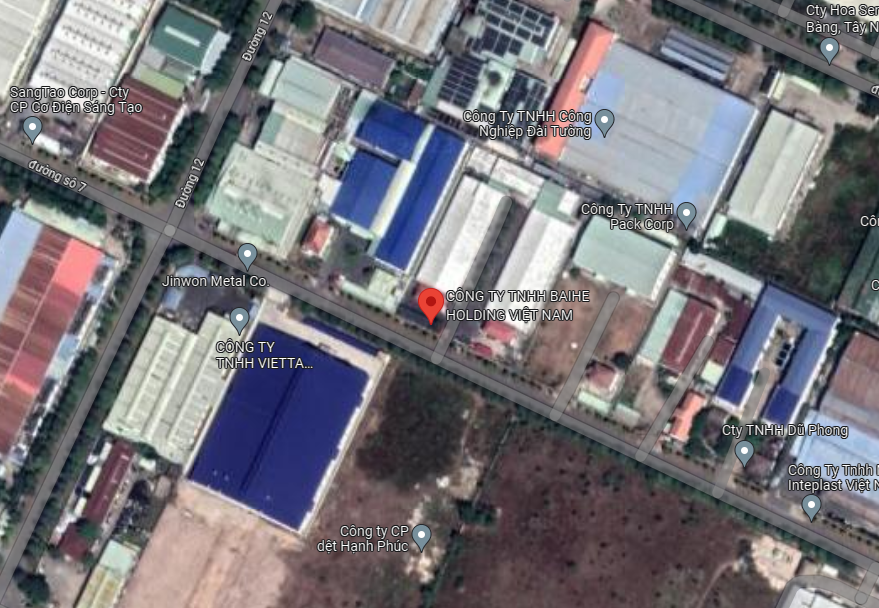 Cty Hoa
Bàng, Tây N
Đường 12
SangTao Corp - Cty
CP Cơ Điện Sáng Tạo
Công Ty TNHH Công
Nghiệp Đài Tường
đường số 7
Đường 12
Công Ty TNHH
Pack Corp
Côn
C
Jinwon Metal Co.
CÔNG TY TNHH BAIHE
HOLDING VIỆT NAM
CÔNG TY
TNHH VIETTA...
Cty TNHH Dũ Phong
Công Ty Tnhh
Inteplast Việt N
Công ty CP
dệt Hạnh Phúc